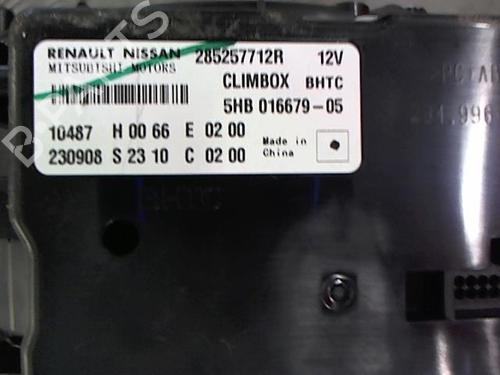 RENAULT NISSAN 285257712R 12V
MITSUBISHI MOTORS
CLIMBOX BHTC
5HB 016679-05
10487 H 00 66 E 02 00
230908 S 23 10 C 02 00
Made in
China
BHTC